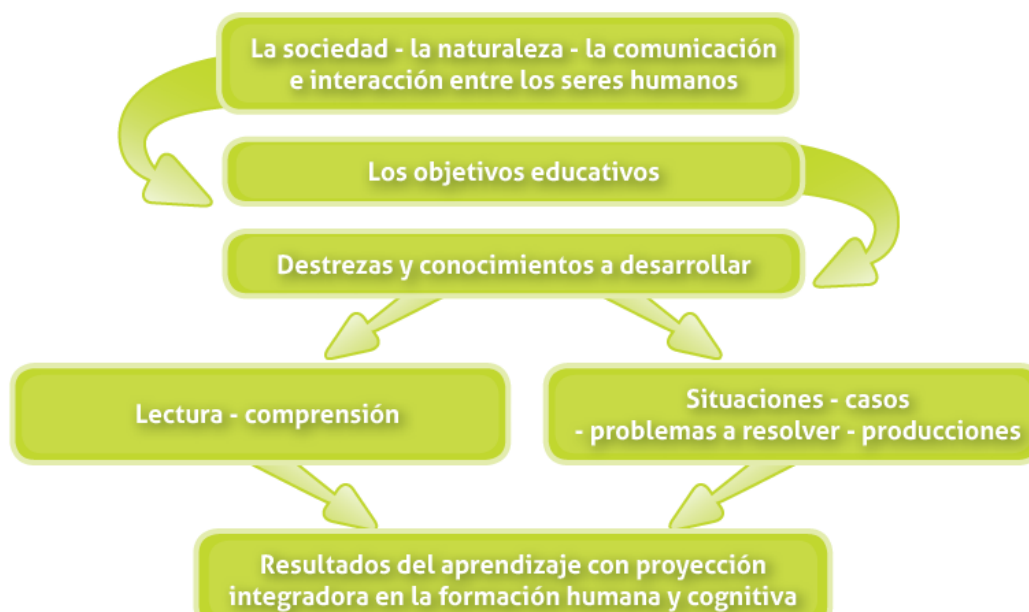 La sociedad - la naturaleza - la comunicación
e interacción entre los seres humanos
Los objetivos educativos
Destrezas y conocimientos a desarrollar
Lectura - comprensión
Situaciones - casos
- problemas a resolver - producciones
Resultados del aprendizaje con proyección
integradora en la formación humana y cognitiva